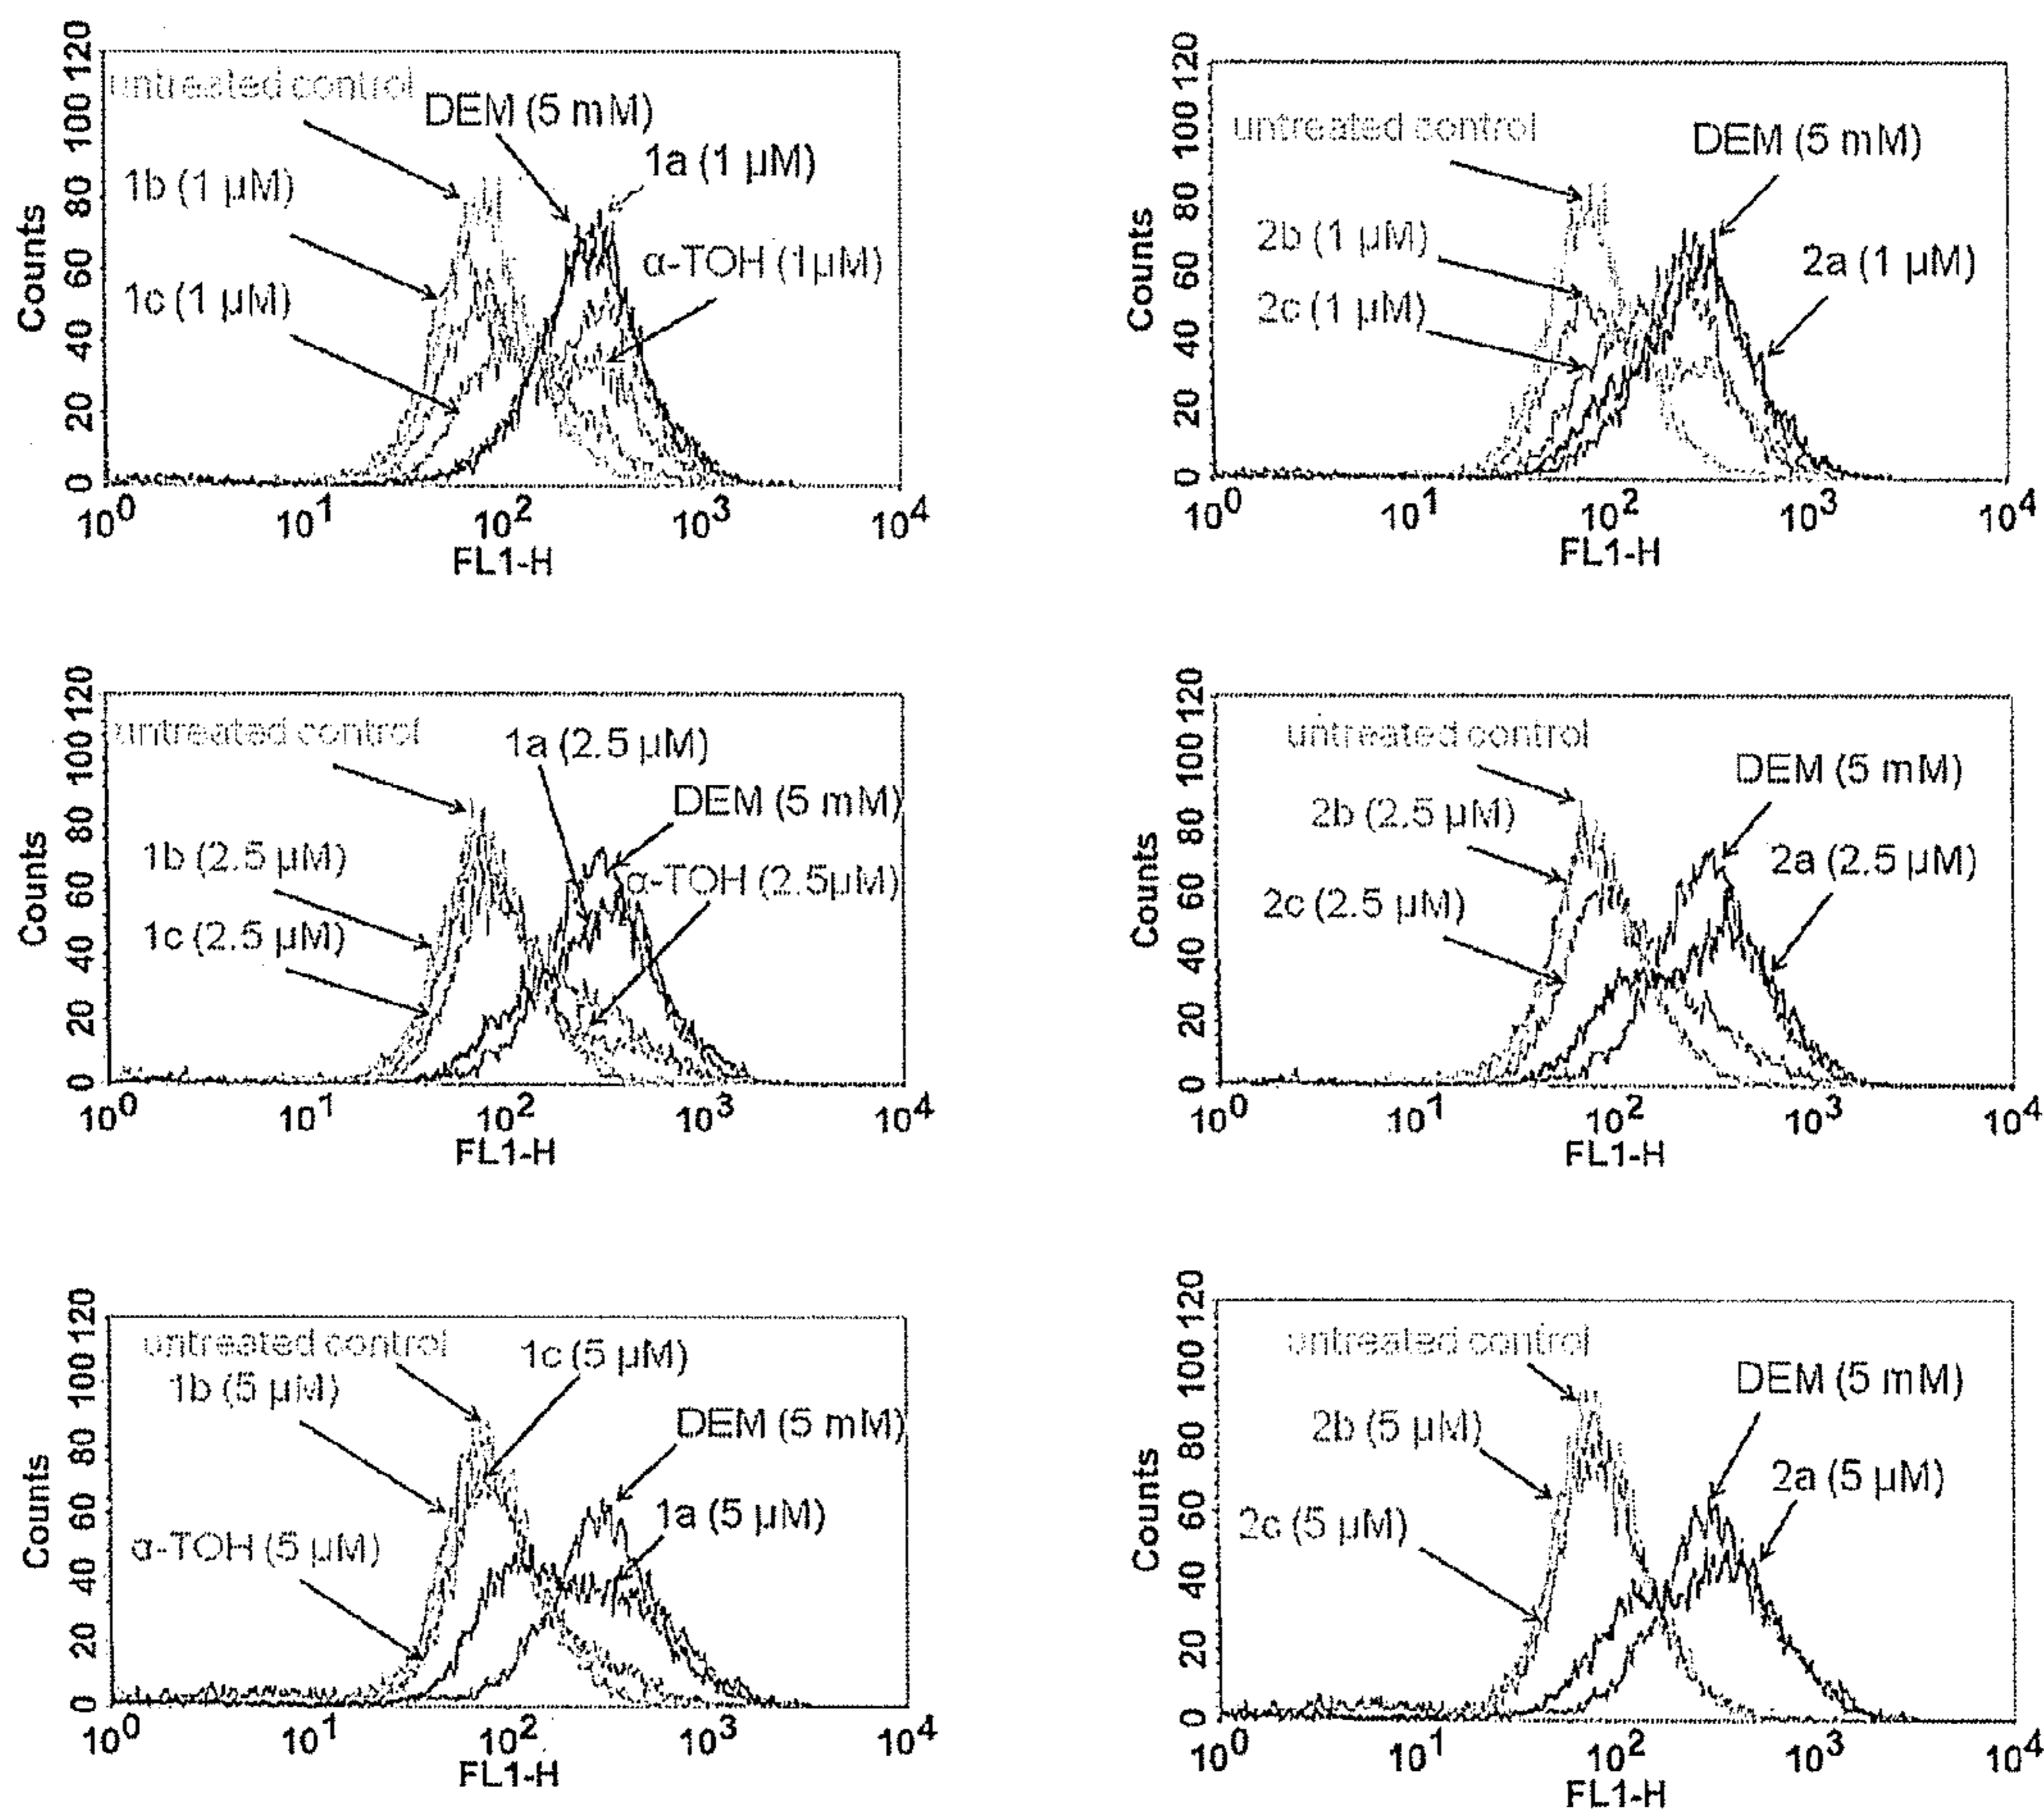 untreated control
DEM (5 mM)
1a (1 µM)
1b (1 µM)
α-TOH (1µM)
1c (1 µM)
Counts
0 20 40 60 80 100 120
10^0 10^1 10^2 10^3 10^4
FL1-H
untreated control
DEM (5 mM)
2b (1 µM)
2a (1 µM)
2c (1 µM)
Counts
0 20 40 60 80 100 120
10^0 10^1 10^2 10^3 10^4
FL1-H
untreated control
1a (2.5 µM)
DEM (5 mM)
1b (2.5 µM)
α-TOH (2.5µM)
1c (2.5 µM)
Counts
0 20 40 60 80 100 120
10^0 10^1 10^2 10^3 10^4
FL1-H
untreated control
DEM (5 mM)
2b (2.5 µM)
2a (2.5 µM)
2c (2.5 µM)
Counts
0 20 40 60 80 100 120
10^0 10^1 10^2 10^3 10^4
FL1-H
untreated control
1c (5 µM)
1b (5 µM)
DEM (5 mM)
1a (5 µM)
α-TOH (5 µM)
Counts
0 20 40 60 80 100 120
10^0 10^1 10^2 10^3 10^4
FL1-H
untreated control
DEM (5 mM)
2b (5 µM)
2a (5 µM)
2c (5 µM)
Counts
0 20 40 60 80 100 120
10^0 10^1 10^2 10^3 10^4
FL1-H